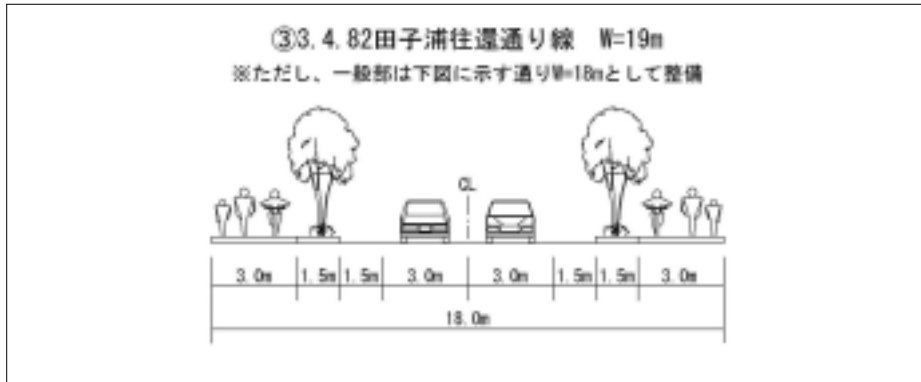 ③3.4.82田子浦往還通り線 W=19m
※ただし、一般部は下図に示す通りW=18mとして整備
CL
3.0m 1.5m 1.5m 3.0m 3.0m 1.5m 1.5m 3.0m
18.0m